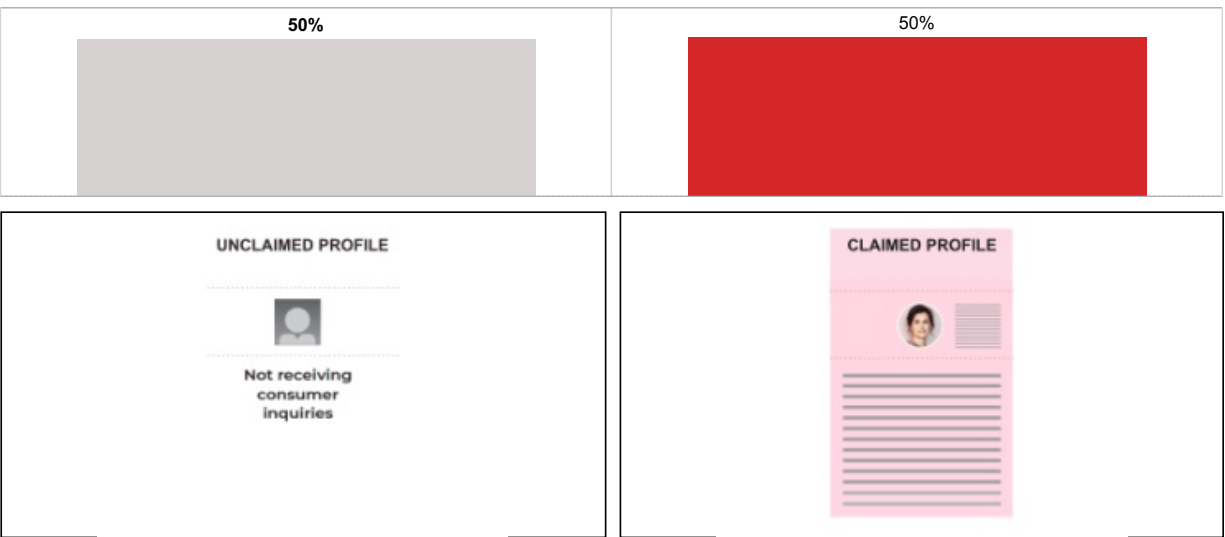 50%
50%
UNCLAIMED PROFILE
Not receiving
consumer
inquiries
CLAIMED PROFILE